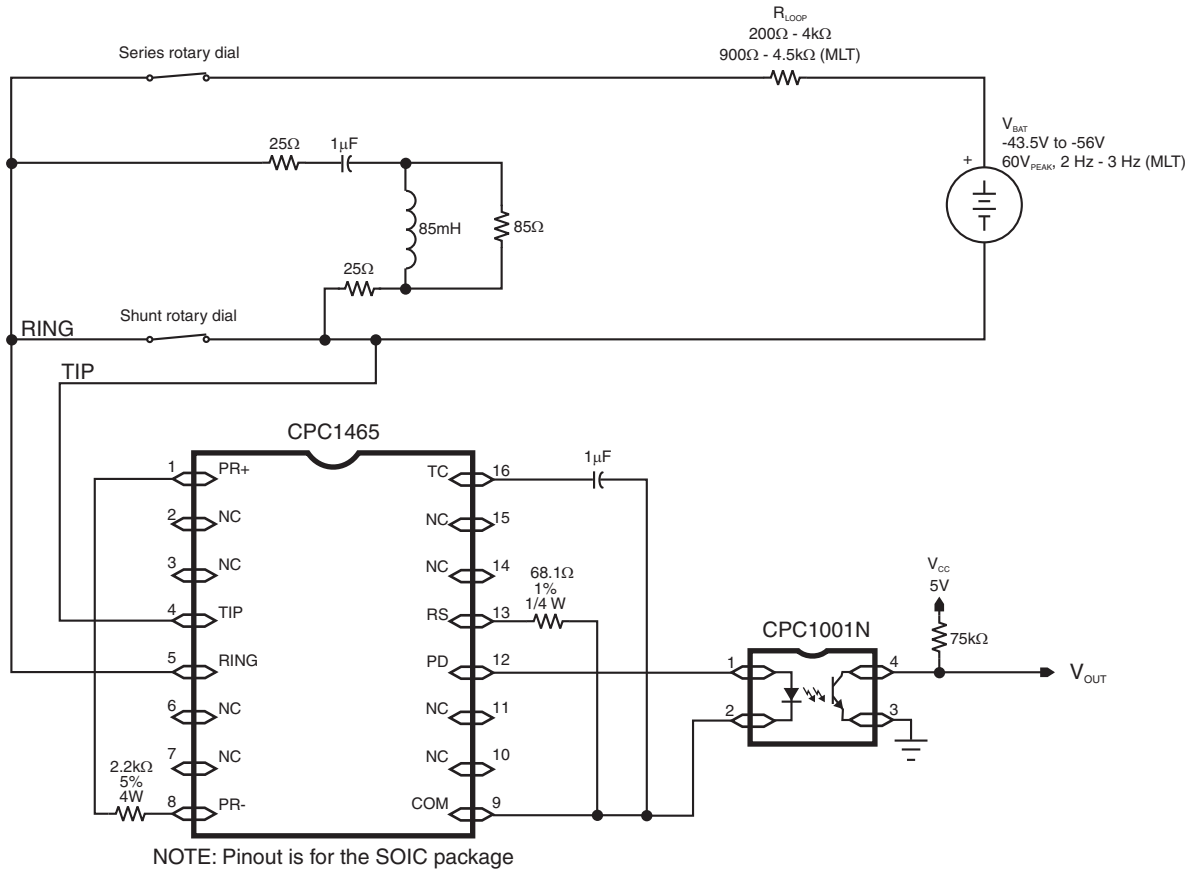 R_LOOP
200Ω - 4kΩ
900Ω - 4.5kΩ (MLT)
Series rotary dial
V_BAT
-43.5V to -56V
60V_PEAK, 2 Hz - 3 Hz (MLT)
+
25Ω
1μF
85mH
85Ω
25Ω
Shunt rotary dial
RING
TIP
CPC1465
1
PR+
2
NC
3
NC
4
TIP
5
RING
6
NC
7
NC
8
PR-
2.2kΩ
5%
4W
TC
16
NC
15
NC
14
RS
13
PD
12
NC
11
NC
10
COM
9
1μF
68.1Ω
1%
1/4 W
CPC1001N
1
2
4
3
V_CC
5V
75kΩ
V_OUT
NOTE: Pinout is for the SOIC package